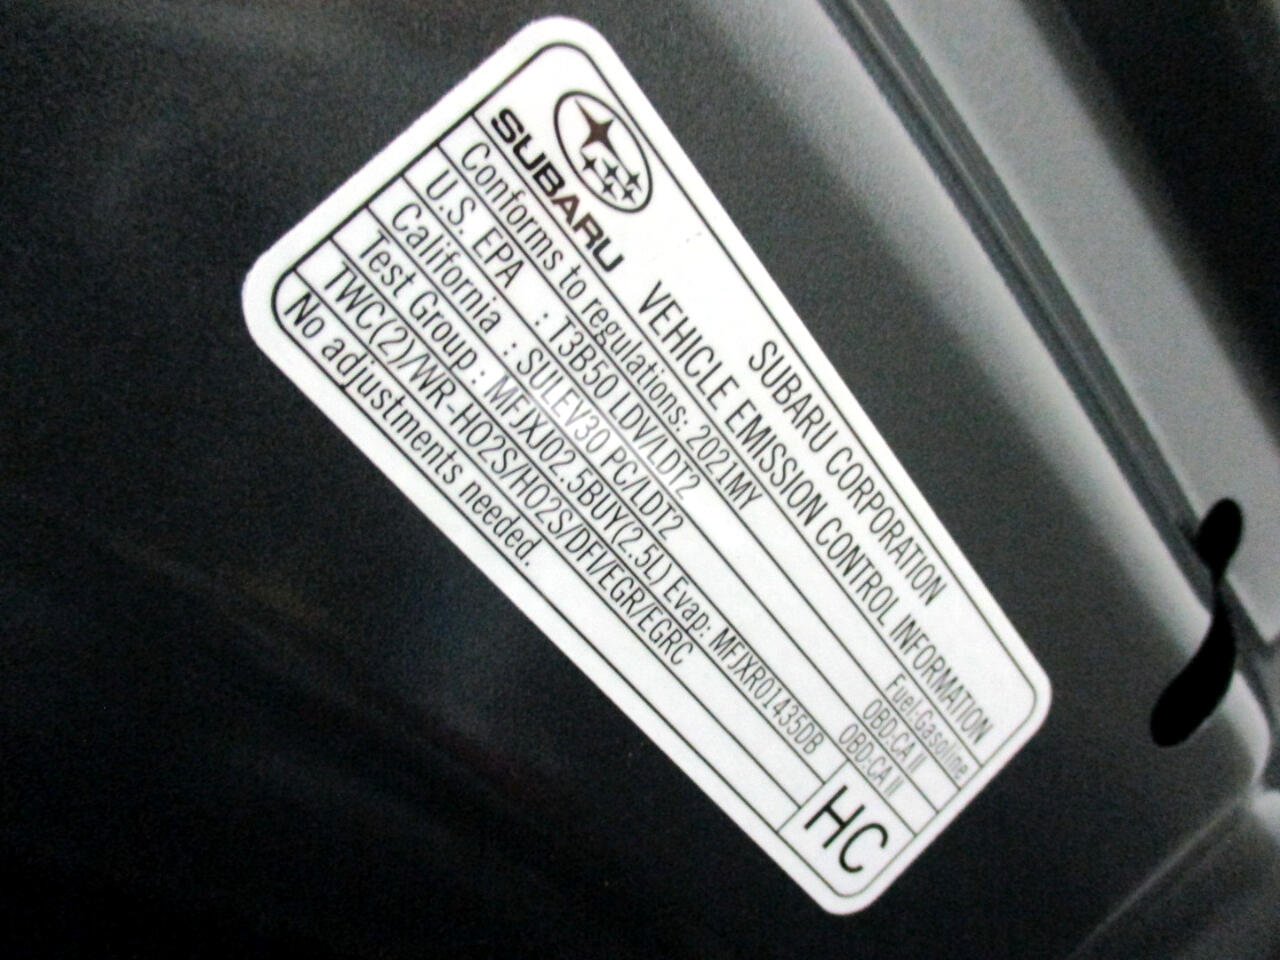 SUBARU CORPORATION
SUBARU
VEHICLE EMISSION CONTROL INFORMATION
Conforms to regulations: 2021MY Fuel:Gasoline
U.S. EPA : T3B50 LDV/LDT2 OBD:CA II
California : SULEV30 PC/LDT2 OBD:CA II
Test Group : MFJXJ02.5BUY(2.5L) Evap: MFJXR01435DB
TWC(2)/WR-HO2S/HO2S/DFI/EGR/EGRC
No adjustments needed.
HC